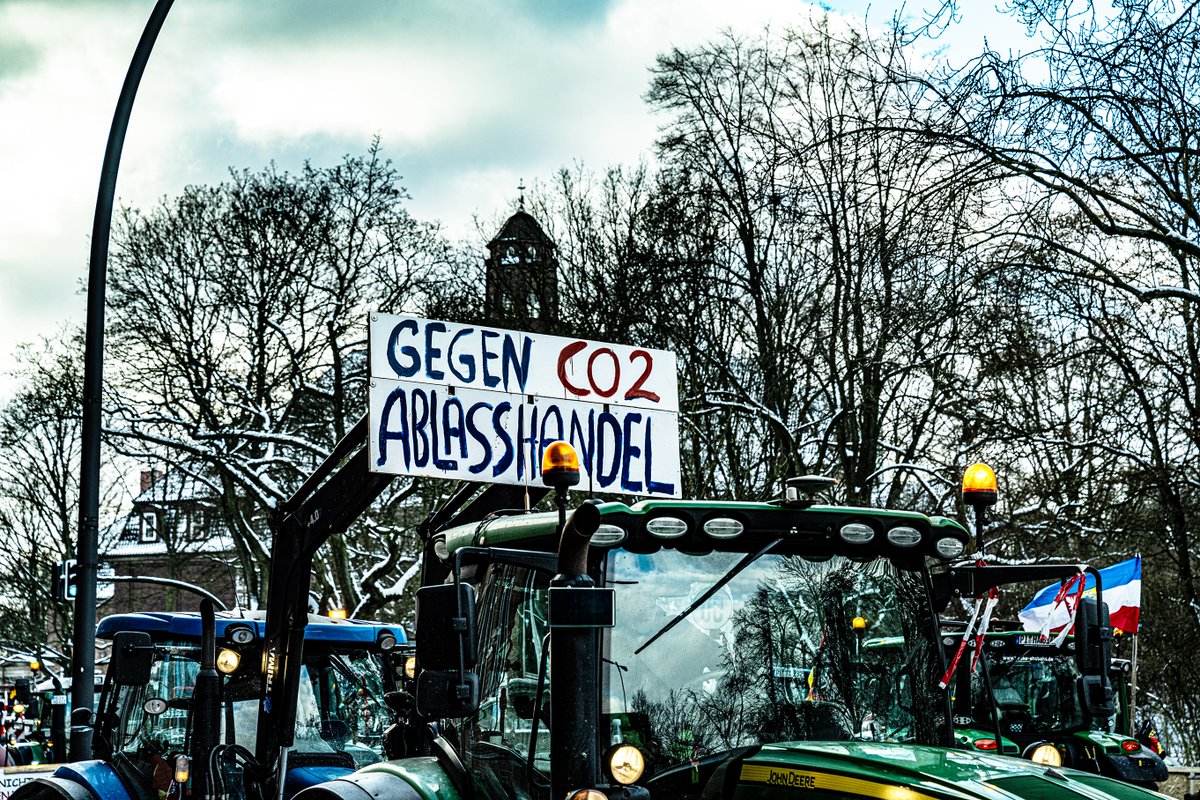 GEGEN CO2
ABLASSHANDEL
JOHN DEERE